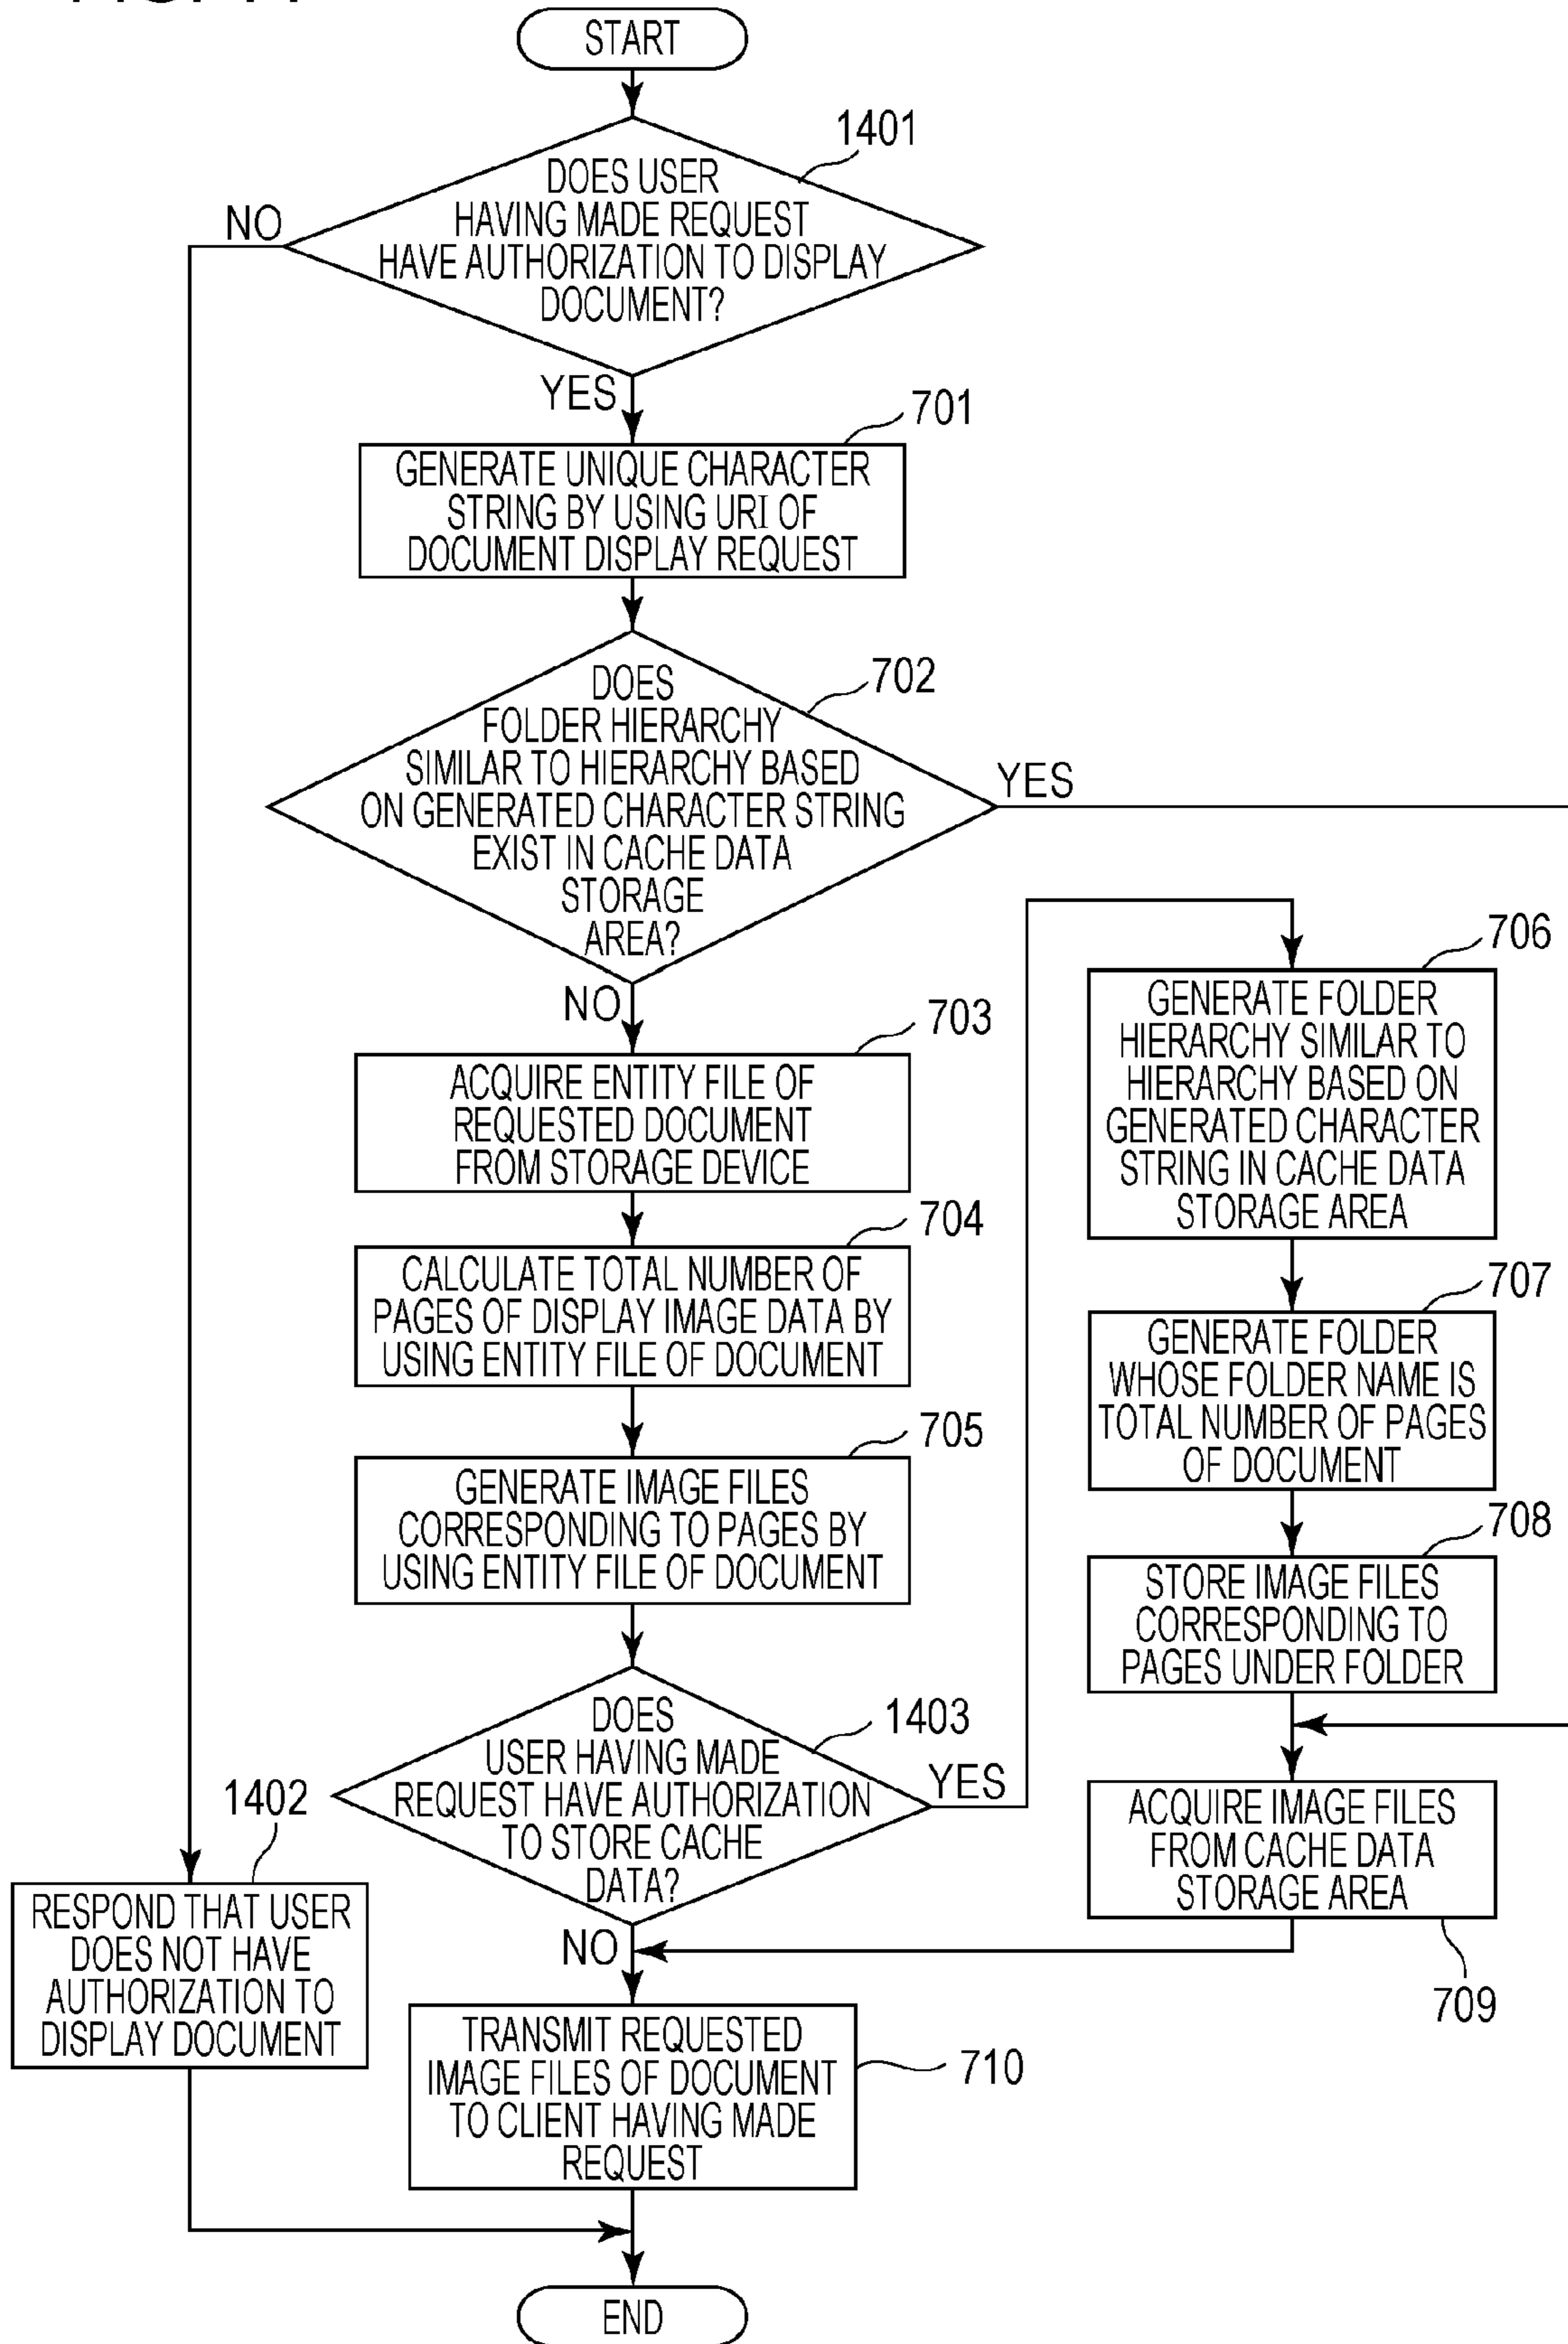 START
1401
DOES USER
HAVING MADE REQUEST
HAVE AUTHORIZATION TO DISPLAY
DOCUMENT?
NO
YES
701
GENERATE UNIQUE CHARACTER
STRING BY USING URI OF
DOCUMENT DISPLAY REQUEST
702
DOES
FOLDER HIERARCHY
SIMILAR TO HIERARCHY BASED
ON GENERATED CHARACTER STRING
EXIST IN CACHE DATA
STORAGE
AREA?
YES
NO
703
ACQUIRE ENTITY FILE OF
REQUESTED DOCUMENT
FROM STORAGE DEVICE
704
CALCULATE TOTAL NUMBER OF
PAGES OF DISPLAY IMAGE DATA BY
USING ENTITY FILE OF DOCUMENT
705
GENERATE IMAGE FILES
CORRESPONDING TO PAGES BY
USING ENTITY FILE OF DOCUMENT
1403
DOES
USER HAVING MADE
REQUEST HAVE AUTHORIZATION
TO STORE CACHE
DATA?
YES
NO
706
GENERATE FOLDER
HIERARCHY SIMILAR TO
HIERARCHY BASED ON
GENERATED CHARACTER
STRING IN CACHE DATA
STORAGE AREA
707
GENERATE FOLDER
WHOSE FOLDER NAME IS
TOTAL NUMBER OF PAGES
OF DOCUMENT
708
STORE IMAGE FILES
CORRESPONDING TO
PAGES UNDER FOLDER
ACQUIRE IMAGE FILES
FROM CACHE DATA
STORAGE AREA
709
1402
RESPOND THAT USER
DOES NOT HAVE
AUTHORIZATION TO
DISPLAY DOCUMENT
TRANSMIT REQUESTED
IMAGE FILES OF DOCUMENT
TO CLIENT HAVING MADE
REQUEST
710
END